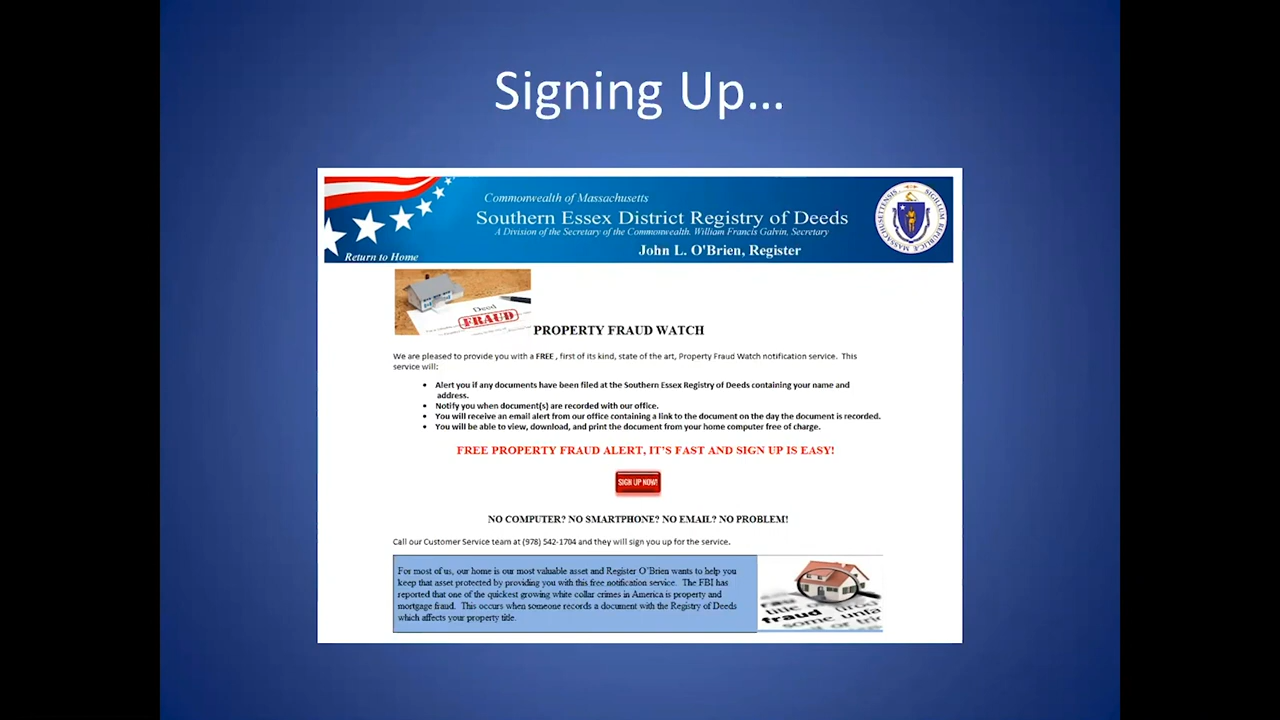 Signing Up...
Commonwealth of Massachusetts
Southern Essex District Registry of Deeds
A Division of the Secretary of the Commonwealth. William Francis Galvin, Secretary
John L. O'Brien, Register
Return to Home
Deed
FRAUD
PROPERTY FRAUD WATCH
We are pleased to provide you with a FREE , first of its kind, state of the art, Property Fraud Watch notification service. This
service will:
• Alert you if any documents have been filed at the Southern Essex Registry of Deeds containing your name and
address.
• Notify you when document(s) are recorded with our office.
• You will receive an email alert from our office containing a link to the document on the day the document is recorded.
• You will be able to view, download, and print the document from your home computer free of charge.
FREE PROPERTY FRAUD ALERT, IT'S FAST AND SIGN UP IS EASY!
SIGN UP NOW!
NO COMPUTER? NO SMARTPHONE? NO EMAIL? NO PROBLEM!
Call our Customer Service team at (978) 542-1704 and they will sign you up for the service.
For most of us, our home is our most valuable asset and Register O'Brien wants to help you
keep that asset protected by providing you with this free notification service. The FBI has
reported that one of the quickest growing white collar crimes in America is property and
mortgage fraud. This occurs when someone records a document with the Registry of Deeds
which affects your property title.
title
fraud
some